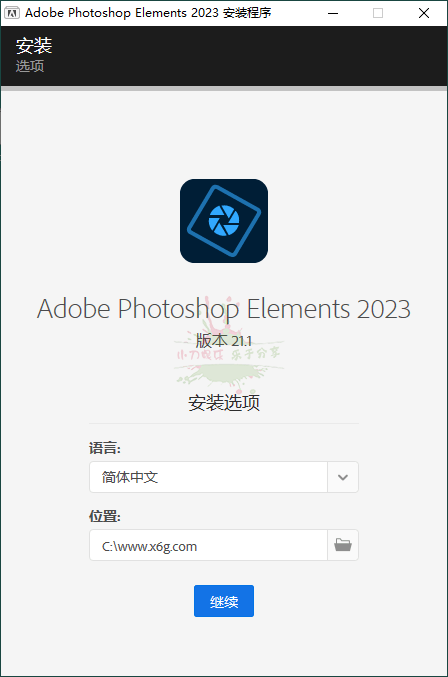 Adobe Photoshop Elements 2023 安装程序
安装
选项
Adobe Photoshop Elements 2023
版本 21.1
小刀娱乐 乐于分享
安装选项
语言:
简体中文
位置:
C:\www.x6g.com
继续